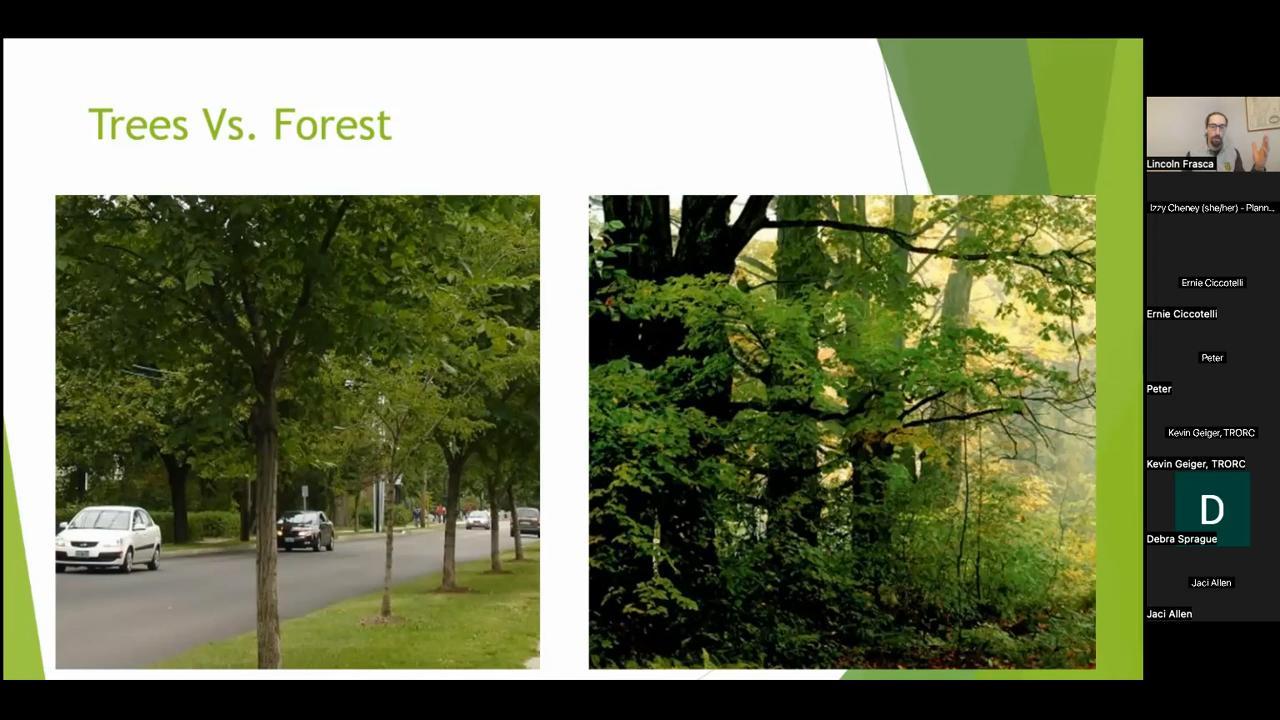 Trees Vs. Forest
Lincoln Frasca
Izzy Cheney (she/her) - Plann...
Ernie Ciccotelli
Ernie Ciccotelli
Peter
Peter
Kevin Geiger, TRORC
Kevin Geiger, TRORC
D
Debra Sprague
Jaci Allen
Jaci Allen